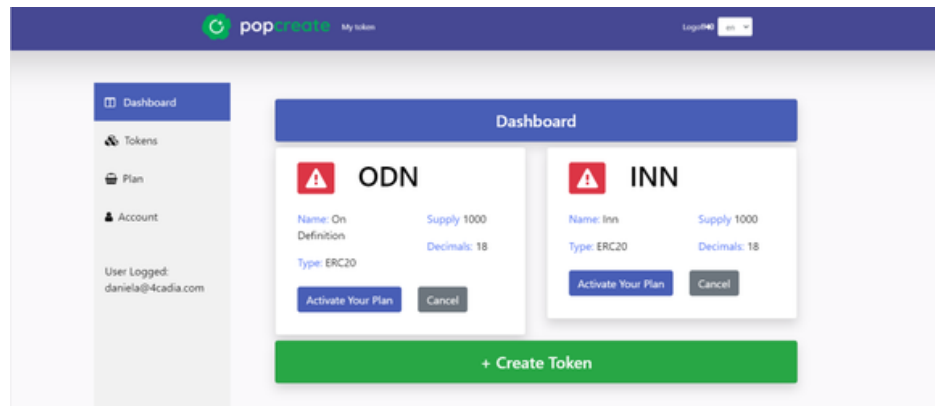 popcreate
My token
Logout
en
Dashboard
Tokens
Plan
Account
User Logged:
daniela@4cadia.com
Dashboard
ODN
Name: On
Definition
Type: ERC20
Supply 1000
Decimals: 18
Activate Your Plan
Cancel
INN
Name: Inn
Type: ERC20
Supply 1000
Decimals: 18
Activate Your Plan
Cancel
+ Create Token